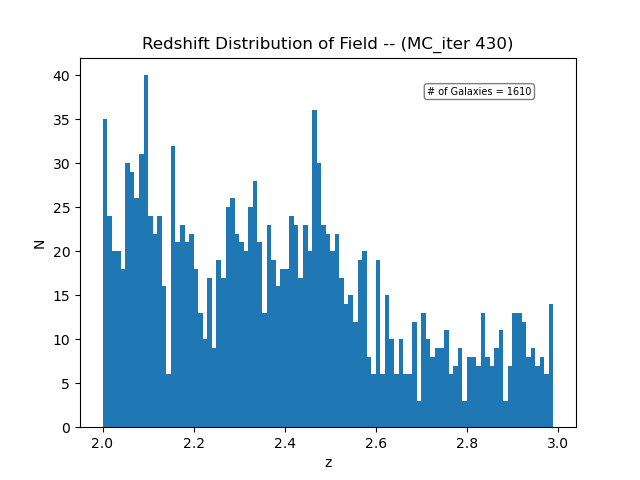 Redshift Distribution of Field -- (MC_iter 430)
# of Galaxies = 1610
N
40
35
30
25
20
15
10
5
0
2.0 2.2 2.4 2.6 2.8 3.0
z